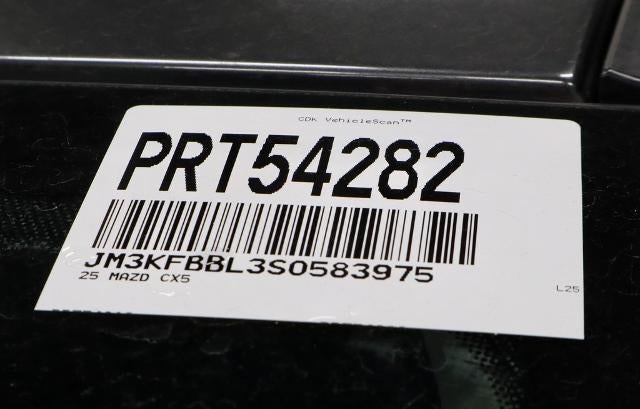 CDK VehicleScan™
PRT54282
JM3KFBBL3S0583975
25 MAZD CX5
L25